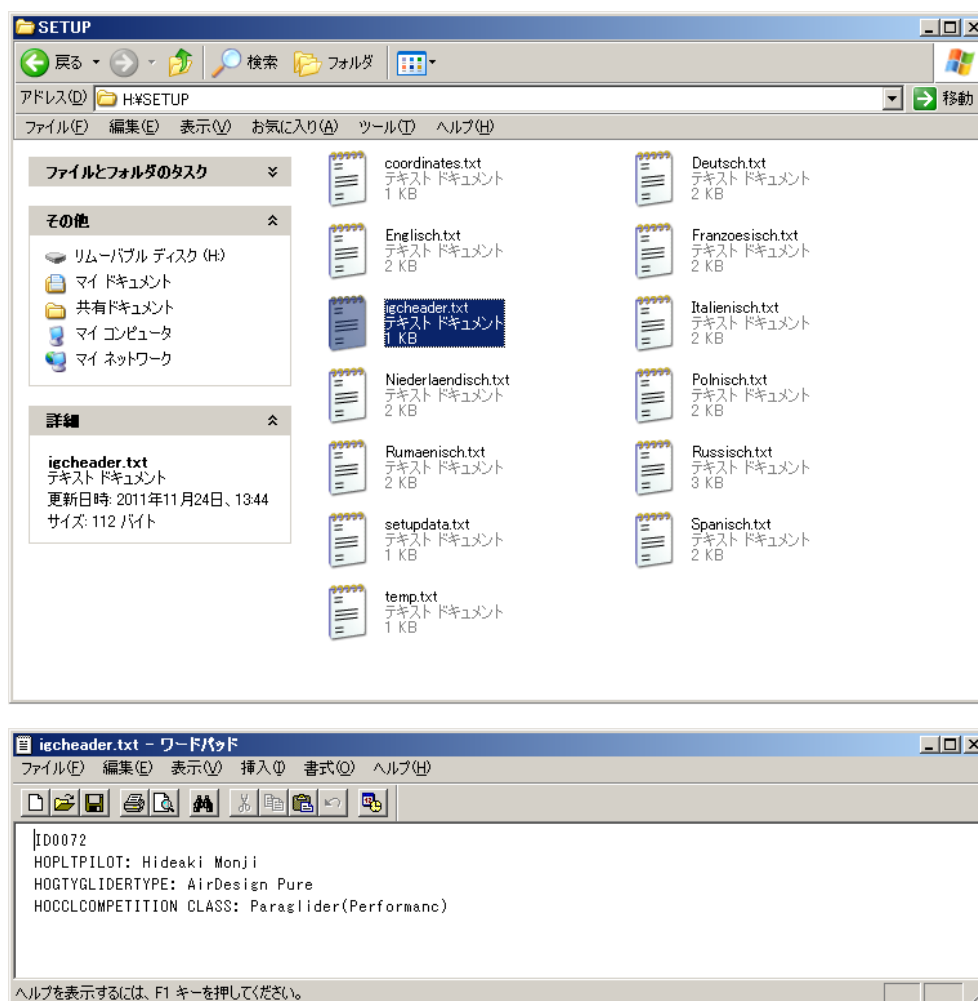 SETUP
戻る 検索 フォルダ
アドレス(D) H:¥SETUP 移動
ファイル(F) 編集(E) 表示(V) お気に入り(A) ツール(T) ヘルプ(H)
ファイルとフォルダのタスク
その他
リムーバブル ディスク (H:)
マイ ドキュメント
共有ドキュメント
マイ コンピュータ
マイ ネットワーク
詳細
igcheader.txt
テキスト ドキュメント
更新日時: 2011年11月24日、13:44
サイズ: 112 バイト
coordinates.txt
テキスト ドキュメント
1 KB
Deutsch.txt
テキスト ドキュメント
2 KB
Englisch.txt
テキスト ドキュメント
2 KB
Franzoesisch.txt
テキスト ドキュメント
2 KB
igcheader.txt
テキスト ドキュメント
1 KB
Italienisch.txt
テキスト ドキュメント
2 KB
Niederlaendisch.txt
テキスト ドキュメント
2 KB
Polnisch.txt
テキスト ドキュメント
2 KB
Rumaenisch.txt
テキスト ドキュメント
2 KB
Russisch.txt
テキスト ドキュメント
3 KB
setupdata.txt
テキスト ドキュメント
1 KB
Spanisch.txt
テキスト ドキュメント
2 KB
temp.txt
テキスト ドキュメント
1 KB
igcheader.txt - ワードパッド
ファイル(F) 編集(E) 表示(V) 挿入(I) 書式(O) ヘルプ(H)
ID0072
HOPLTPILOT: Hideaki Monji
HOGTYGLIDERTYPE: AirDesign Pure
HOCCLCOMPETITION CLASS: Paraglider(Performanc)
ヘルプを表示するには、F1 キーを押してください。